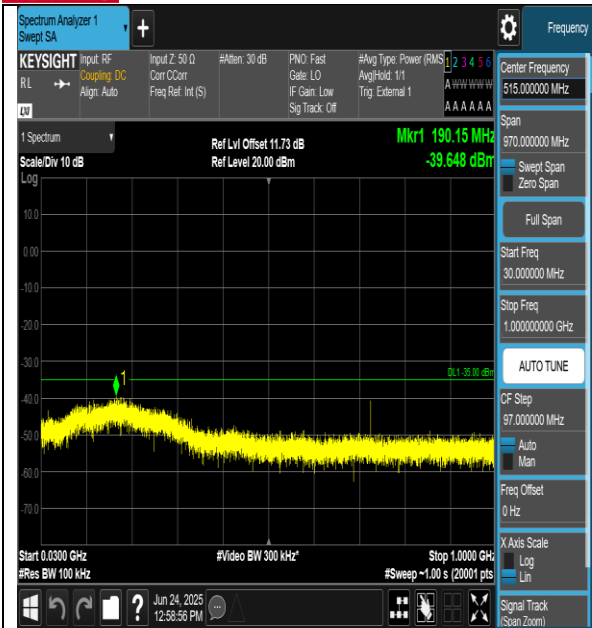 Spectrum Analyzer 1
Swept SA
+
Frequency
KEYSIGHT
RL
LXI
Input: RF
Coupling: DC
Align: Auto
Input Z: 50 Ω
Corr CCorr
Freq Ref: Int (S)
#Atten: 30 dB
PNO: Fast
Gate: LO
IF Gain: Low
Sig Track: Off
#Avg Type: Power (RMS
Avg|Hold: 1/1
Trig: External 1
1 2 3 4 5 6
A W W W W W
A A A A A A
1 Spectrum
Scale/Div 10 dB
Log
Ref Lvl Offset 11.73 dB
Ref Level 20.00 dBm
Mkr1 190.15 MHz
-39.648 dBm
10.0
0.00
-10.0
-20.0
-30.0
-40.0
-50.0
-60.0
-70.0
DL1 -35.00 dBm
1
Start 0.0300 GHz
#Res BW 100 kHz
#Video BW 300 kHz*
Stop 1.0000 GHz
#Sweep ~1.00 s (20001 pts
Center Frequency
515.000000 MHz
Span
970.000000 MHz
Swept Span
Zero Span
Full Span
Start Freq
30.000000 MHz
Stop Freq
1.000000000 GHz
AUTO TUNE
CF Step
97.000000 MHz
Auto
Man
Freq Offset
0 Hz
X Axis Scale
Log
Lin
Signal Track
(Span Zoom)
?
Jun 24, 2025
12:58:56 PM